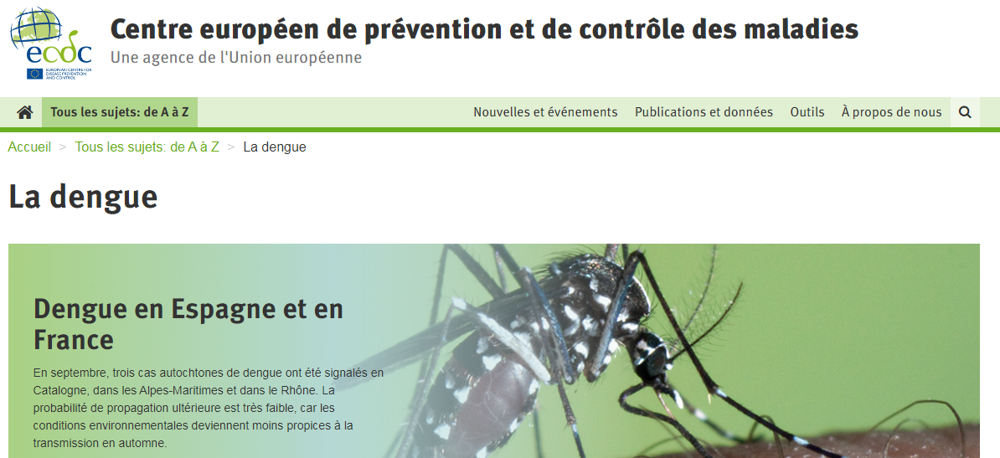 Centre européen de prévention et de contrôle des maladies
Une agence de l'Union européenne
ecdc
EUROPEAN CENTRE FOR
DISEASE PREVENTION
AND CONTROL
Tous les sujets: de A à Z
Nouvelles et événements
Publications et données
Outils
À propos de nous
Accueil > Tous les sujets: de A à Z > La dengue
La dengue
Dengue en Espagne et en
France
En septembre, trois cas autochtones de dengue ont été signalés en
Catalogne, dans les Alpes-Maritimes et dans le Rhône. La
probabilité de propagation ultérieure est très faible, car les
conditions environnementales deviennent moins propices à la
transmission en automne.